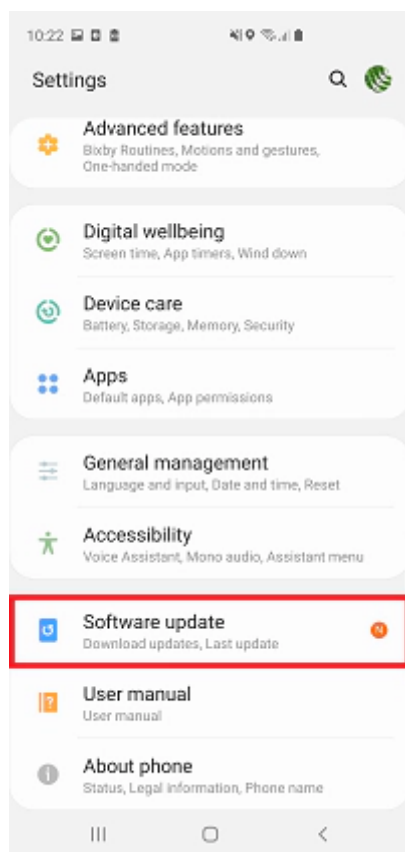 10:22
Settings
Advanced features
Bixby Routines, Motions and gestures,
One-handed mode
Digital wellbeing
Screen time, App timers, Wind down
Device care
Battery, Storage, Memory, Security
Apps
Default apps, App permissions
General management
Language and input, Date and time, Reset
Accessibility
Voice Assistant, Mono audio, Assistant menu
Software update
N
Download updates, Last update
User manual
User manual
About phone
Status, Legal information, Phone name